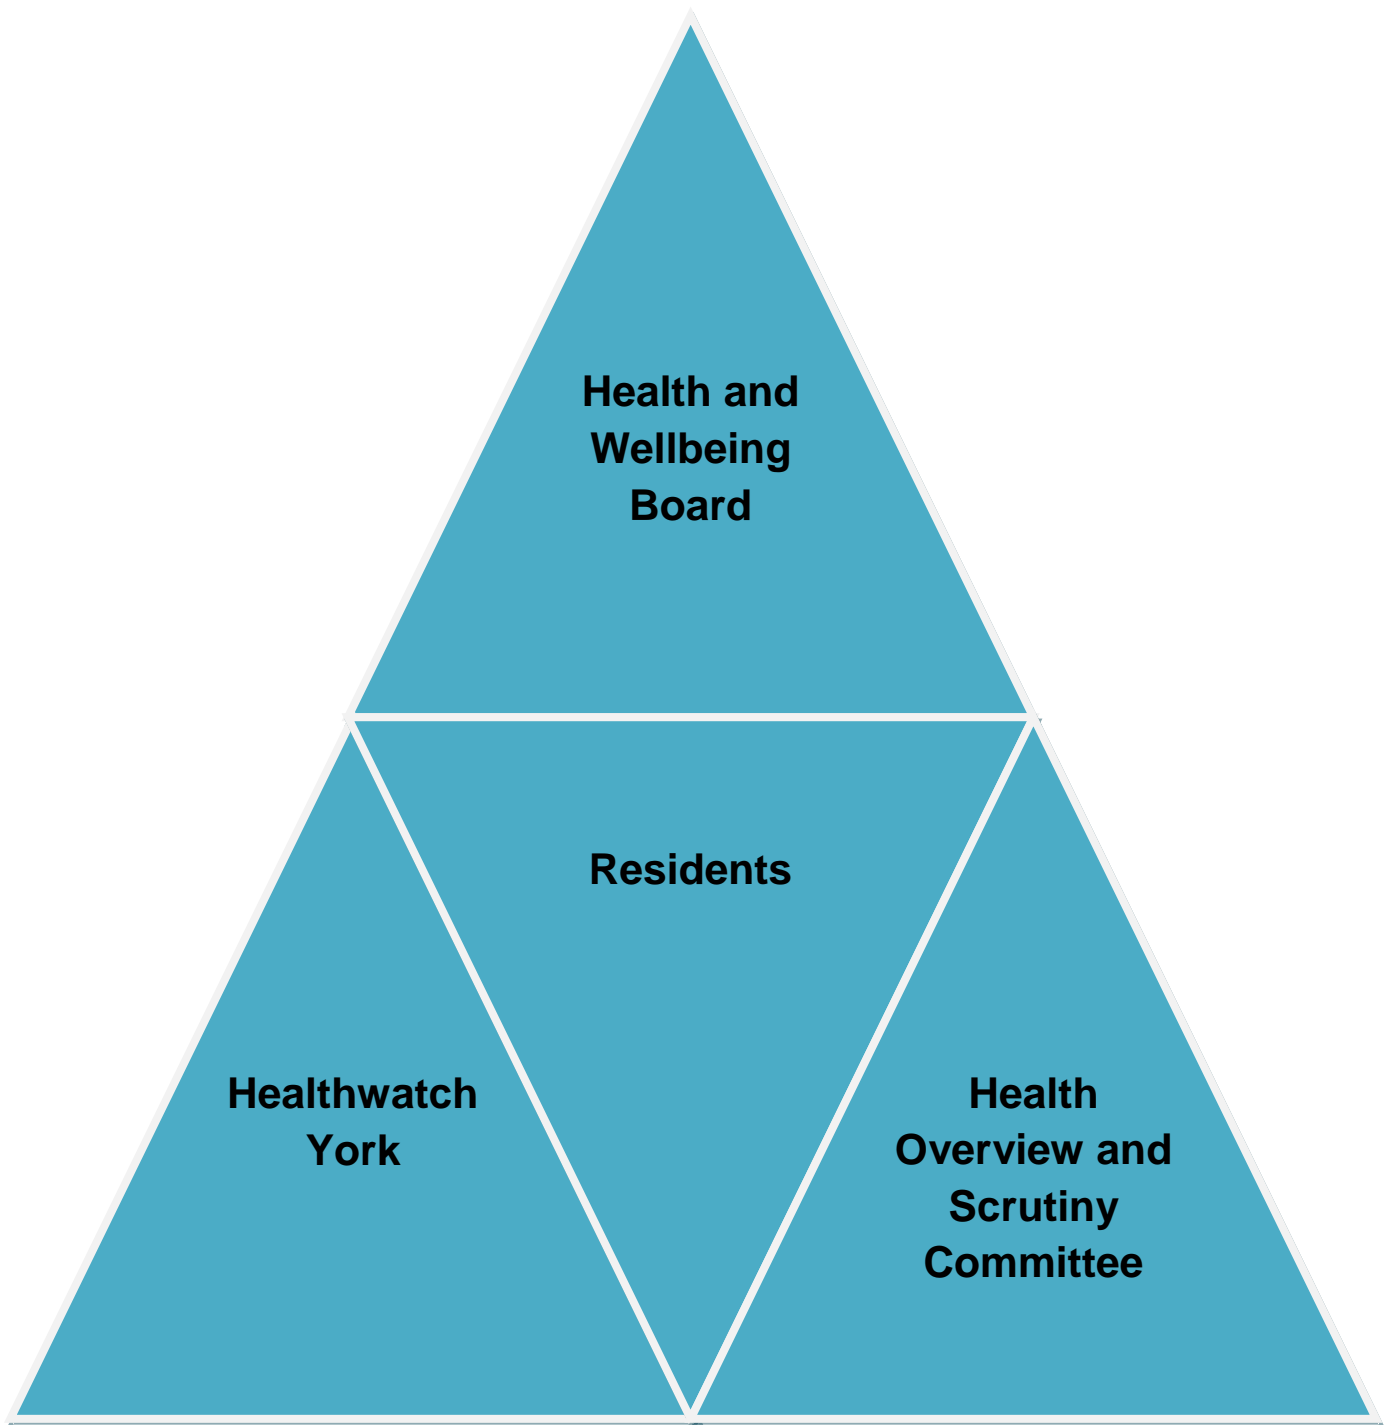 Health and
Wellbeing
Board
Residents
Healthwatch
York
Health
Overview and
Scrutiny
Committee